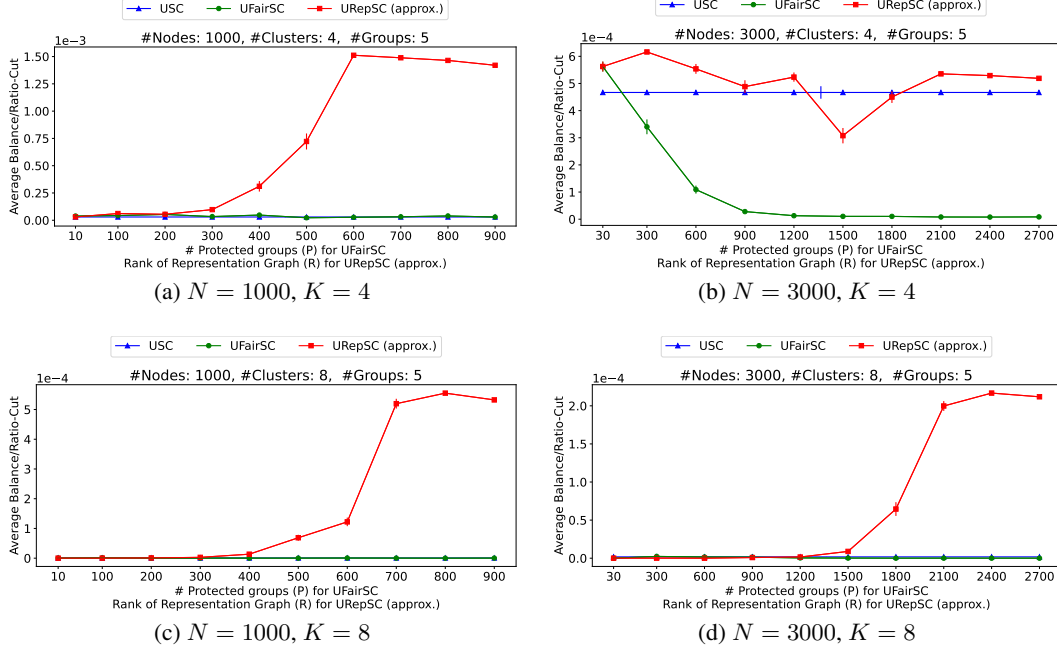 USC UFairSC URepSC (approx.)
#Nodes: 1000, #Clusters: 4, #Groups: 5
1e−3
Average Balance/Ratio-Cut
1.50
1.25
1.00
0.75
0.50
0.25
0.00
10 100 200 300 400 500 600 700 800 900
# Protected groups (P) for UFairSC
Rank of Representation Graph (R) for URepSC (approx.)
(a) N = 1000, K = 4
USC UFairSC URepSC (approx.)
#Nodes: 3000, #Clusters: 4, #Groups: 5
1e−4
Average Balance/Ratio-Cut
6
5
4
3
2
1
0
30 300 600 900 1200 1500 1800 2100 2400 2700
# Protected groups (P) for UFairSC
Rank of Representation Graph (R) for URepSC (approx.)
(b) N = 3000, K = 4
USC UFairSC URepSC (approx.)
#Nodes: 1000, #Clusters: 8, #Groups: 5
1e−4
Average Balance/Ratio-Cut
5
4
3
2
1
0
10 100 200 300 400 500 600 700 800 900
# Protected groups (P) for UFairSC
Rank of Representation Graph (R) for URepSC (approx.)
(c) N = 1000, K = 8
USC UFairSC URepSC (approx.)
#Nodes: 3000, #Clusters: 8, #Groups: 5
1e−4
Average Balance/Ratio-Cut
2.0
1.5
1.0
0.5
0.0
30 300 600 900 1200 1500 1800 2100 2400 2700
# Protected groups (P) for UFairSC
Rank of Representation Graph (R) for URepSC (approx.)
(d) N = 3000, K = 8